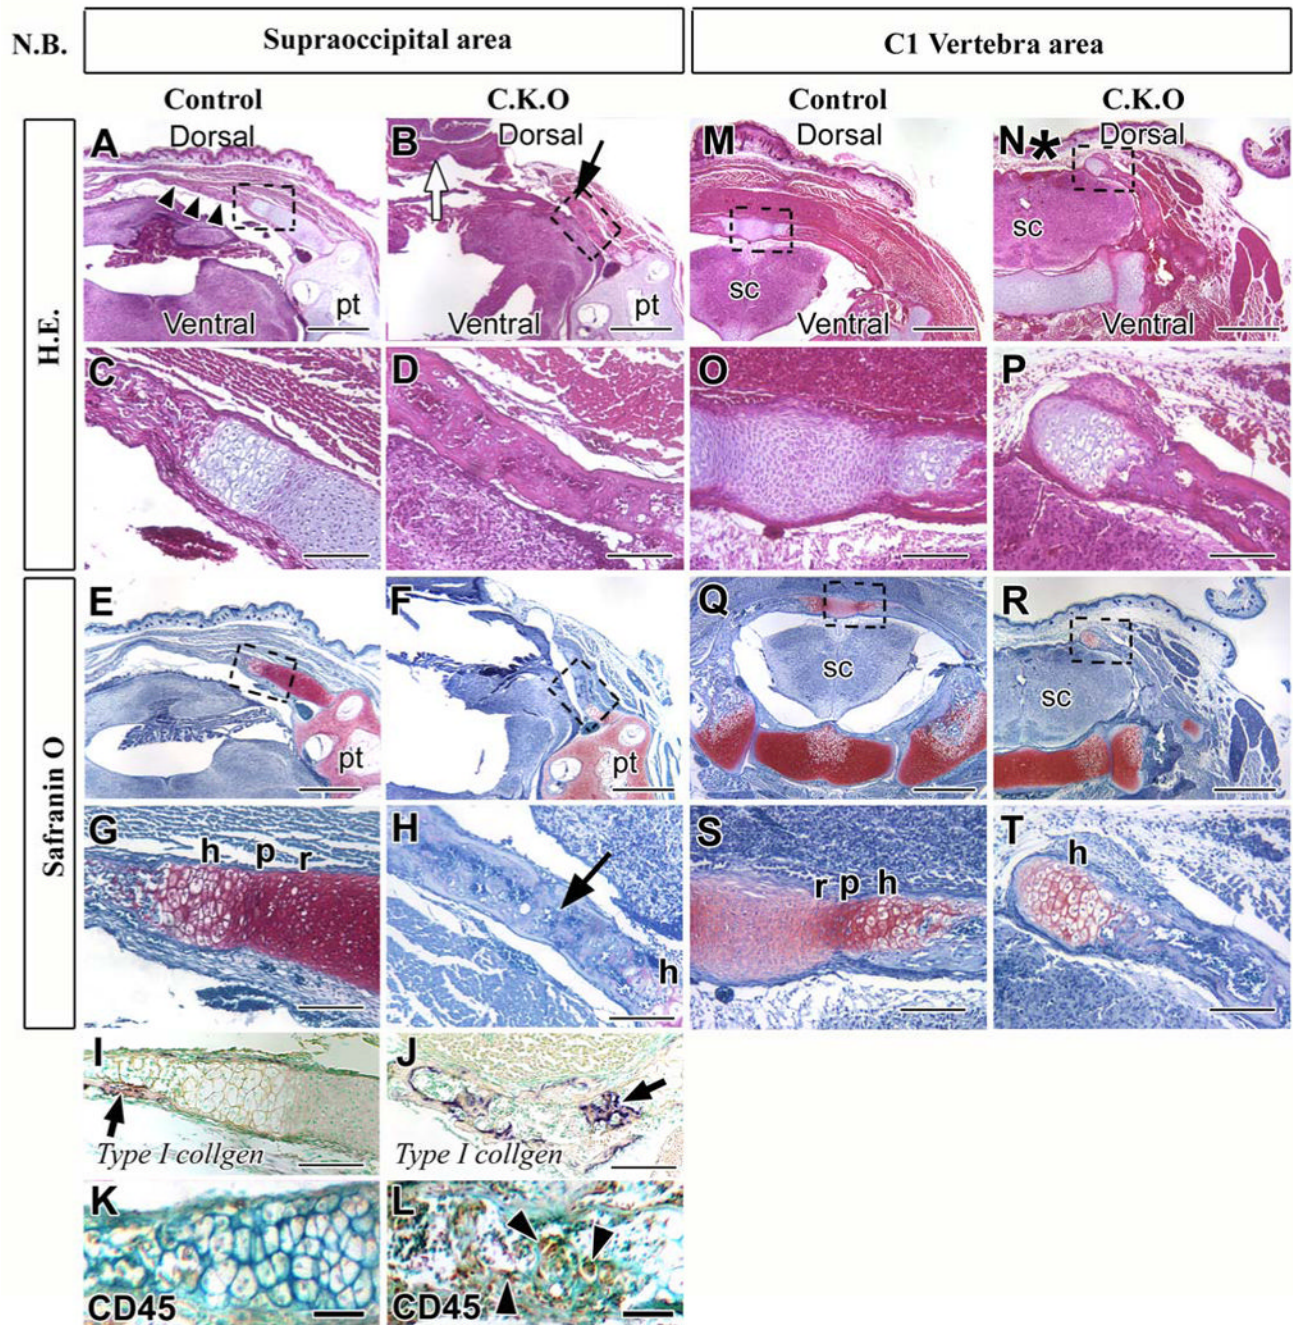 N.B.
Supraoccipital area
C1 Vertebra area
Control
C.K.O
Control
C.K.O
H.E.
A
Dorsal
Ventral
pt
B
Dorsal
Ventral
pt
M
Dorsal
sc
Ventral
N
*
Dorsal
sc
Ventral
C
D
O
P
Safranin O
E
pt
F
pt
Q
sc
R
sc
G
h p r
H
h
S
r p h
T
h
I
Type I collgen
J
Type I collgen
K
CD45
L
CD45